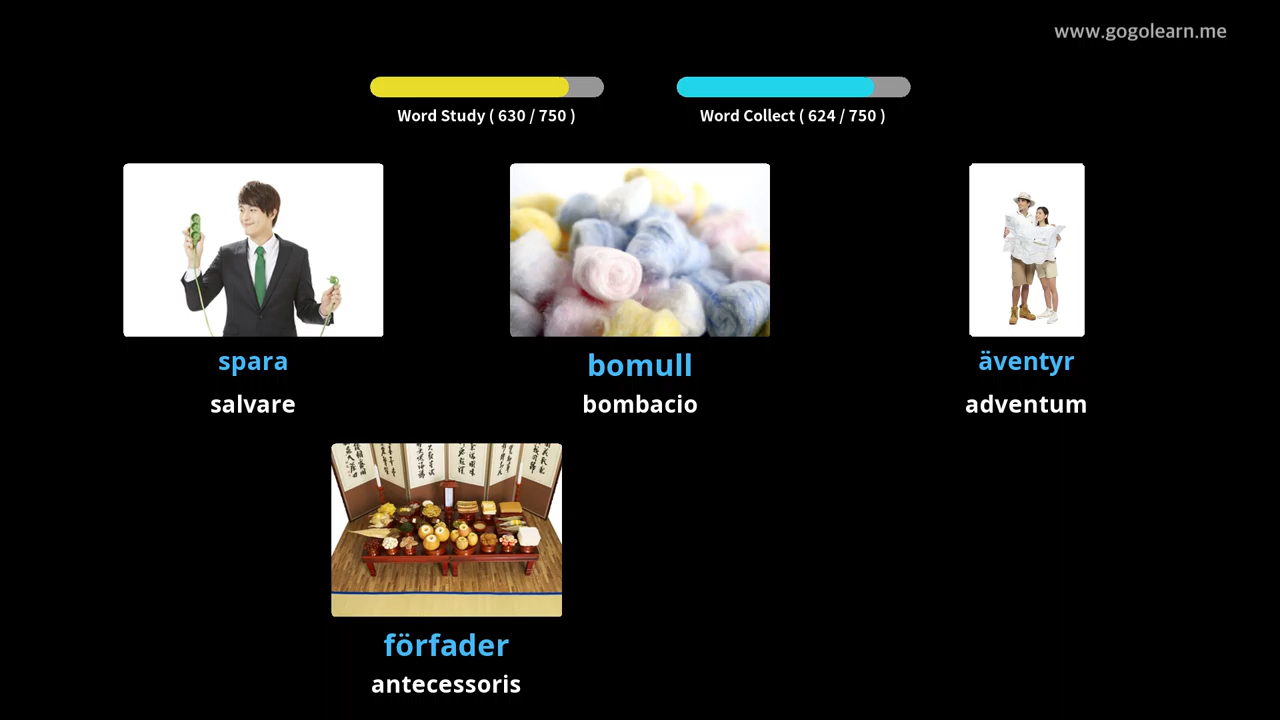 www.gogolearn.me
Word Study ( 630 / 750 )
Word Collect ( 624 / 750 )
spara
bomull
äventyr
salvare
bombacio
adventum
förfader
antecessoris